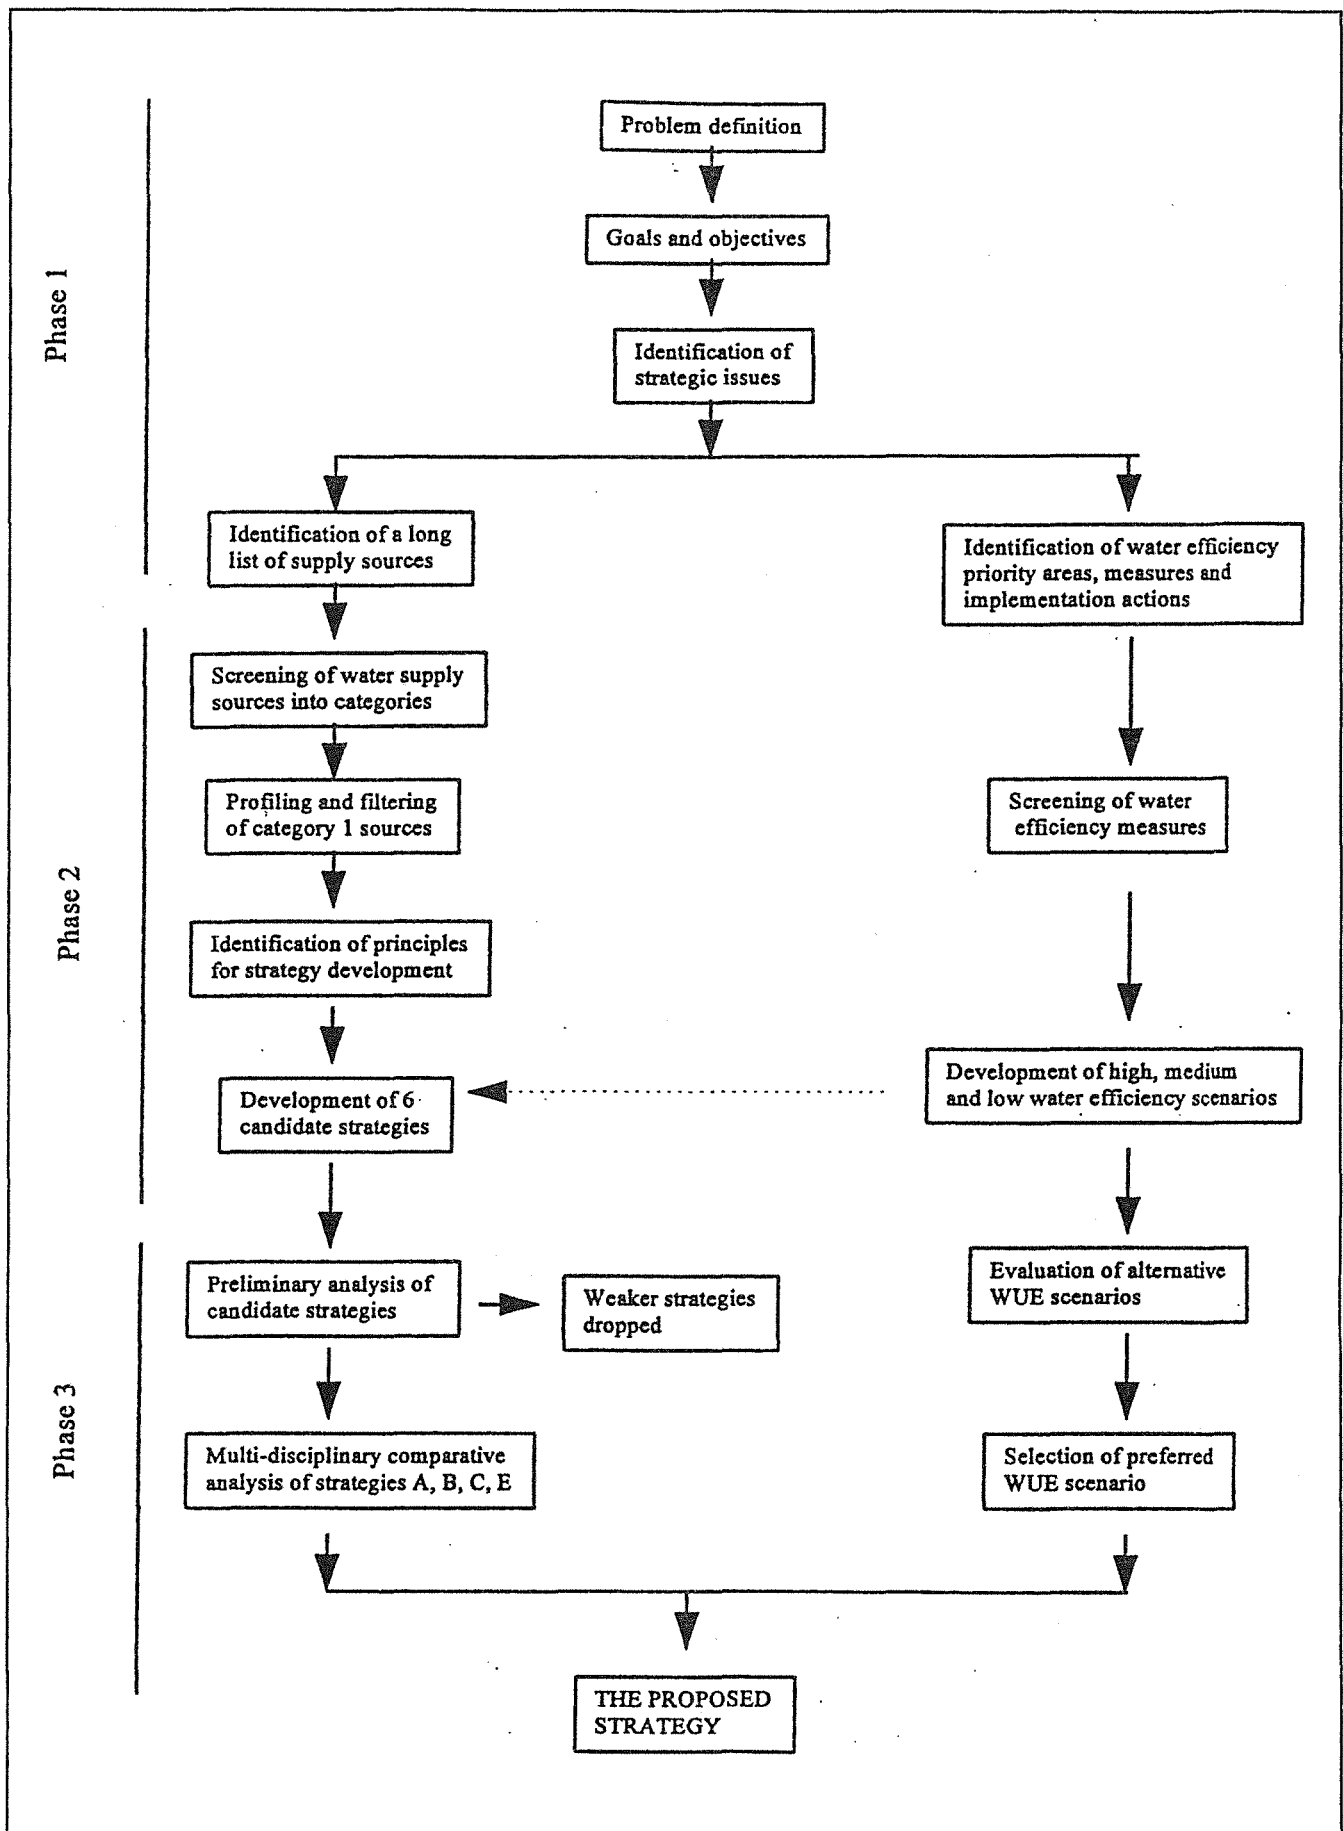 Phase 1
Problem definition
Goals and objectives
Identification of
strategic issues
Identification of a long
list of supply sources
Identification of water efficiency
priority areas, measures and
implementation actions
Phase 2
Screening of water supply
sources into categories
Profiling and filtering
of category 1 sources
Screening of water
efficiency measures
Identification of principles
for strategy development
Development of 6
candidate strategies
Development of high, medium
and low water efficiency scenarios
Phase 3
Preliminary analysis of
candidate strategies
Weaker strategies
dropped
Evaluation of alternative
WUE scenarios
Multi-disciplinary comparative
analysis of strategies A, B, C, E
Selection of preferred
WUE scenario
THE PROPOSED
STRATEGY